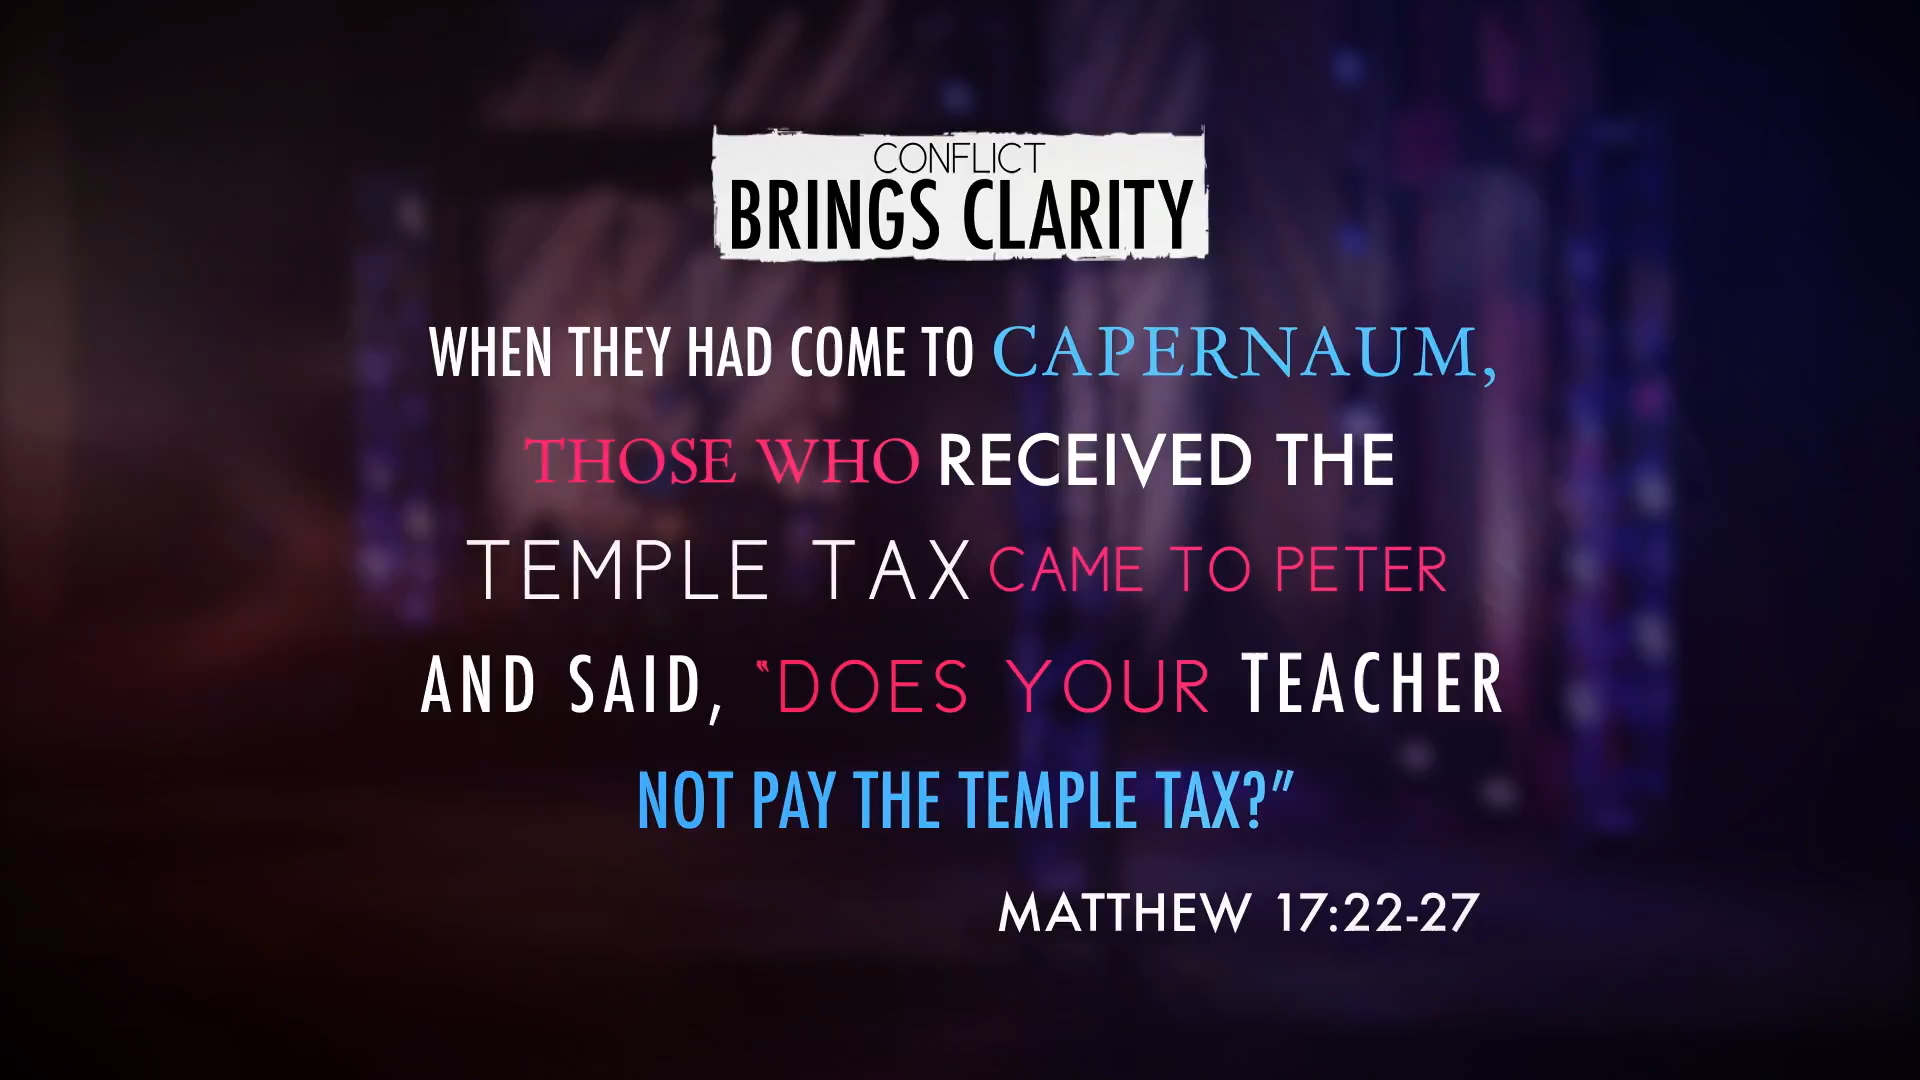 CONFLICT
BRINGS CLARITY
WHEN THEY HAD COME TO CAPERNAUM,
THOSE WHO RECEIVED THE
TEMPLE TAX CAME TO PETER
AND SAID, “DOES YOUR TEACHER
NOT PAY THE TEMPLE TAX?”
MATTHEW 17:22-27